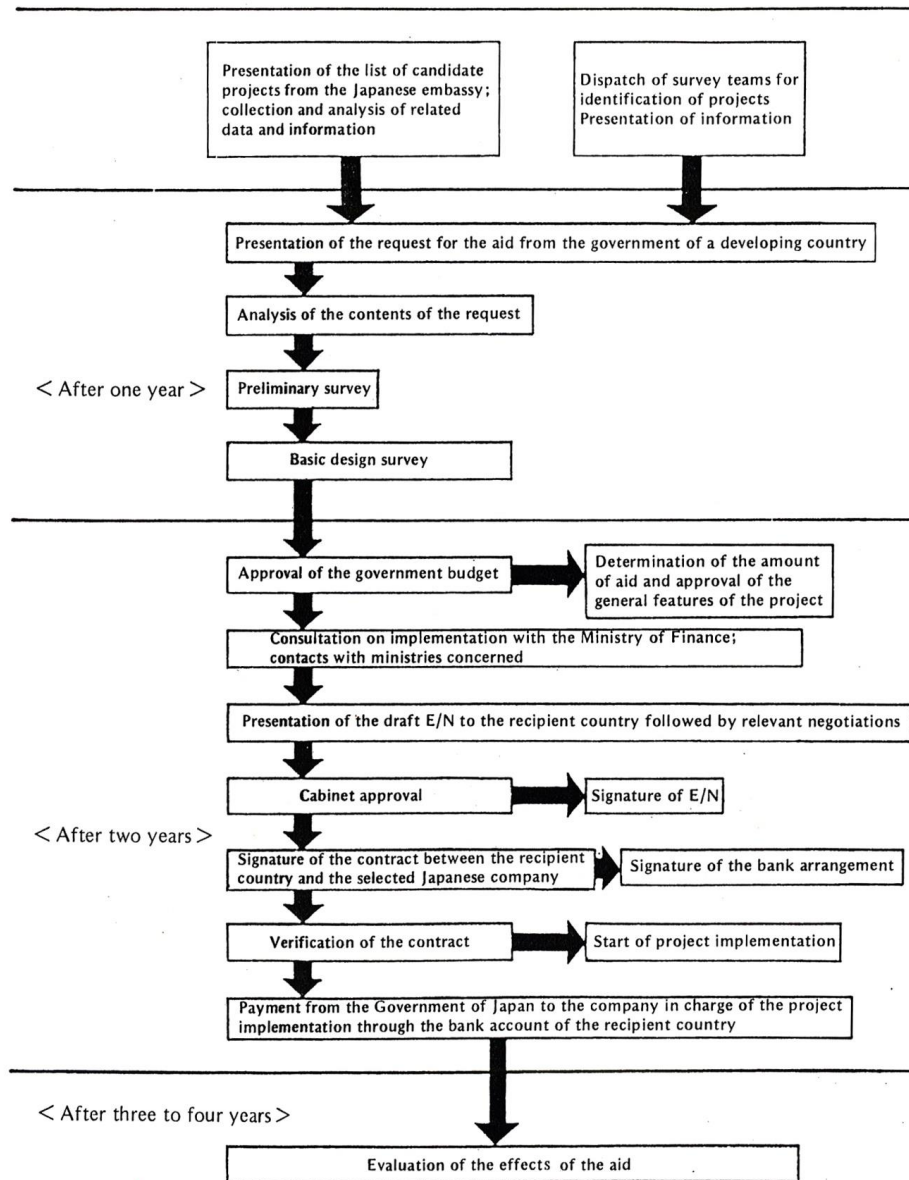 Presentation of the list of candidate
projects from the Japanese embassy;
collection and analysis of related
data and information
Dispatch of survey teams for
identification of projects
Presentation of information
Presentation of the request for the aid from the government of a developing country
Analysis of the contents of the request
< After one year >
Preliminary survey
Basic design survey
Approval of the government budget
Determination of the amount
of aid and approval of the
general features of the project
Consultation on implementation with the Ministry of Finance;
contacts with ministries concerned
Presentation of the draft E/N to the recipient country followed by relevant negotiations
Cabinet approval
Signature of E/N
< After two years >
Signature of the contract between the recipient
country and the selected Japanese company
Signature of the bank arrangement
Verification of the contract
Start of project implementation
Payment from the Government of Japan to the company in charge of the project
implementation through the bank account of the recipient country
< After three to four years >
Evaluation of the effects of the aid